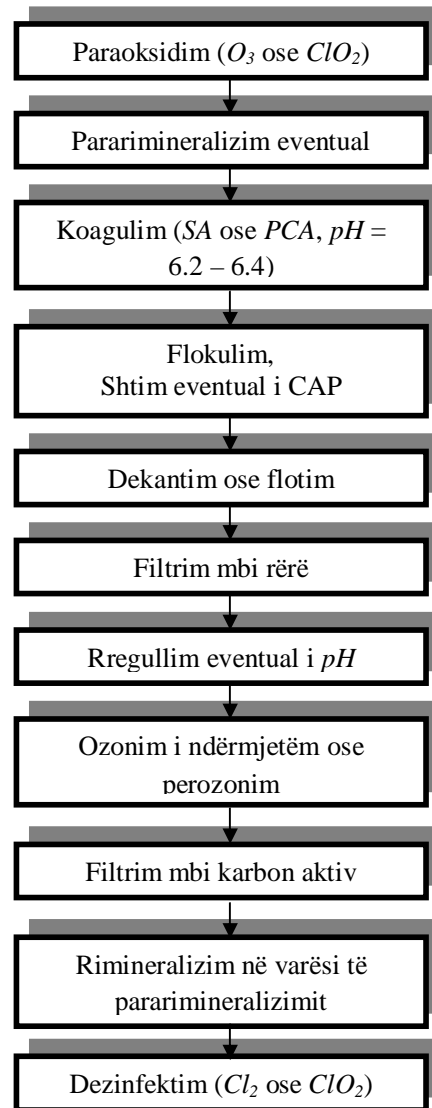 Paraoksidim (O₃ ose ClO₂)
Pararimineralizim eventual
Koagulim (SA ose PCA, pH =
6.2 – 6.4)
Flokulim,
Shtim eventual i CAP
Dekantim ose flotim
Filtrim mbi rërë
Rregullim eventual i pH
Ozonim i ndërmjetëm ose
perozonim
Filtrim mbi karbon aktiv
Rimineralizim në varësi të
pararimineralizimit
Dezinfektim (Cl₂ ose ClO₂)